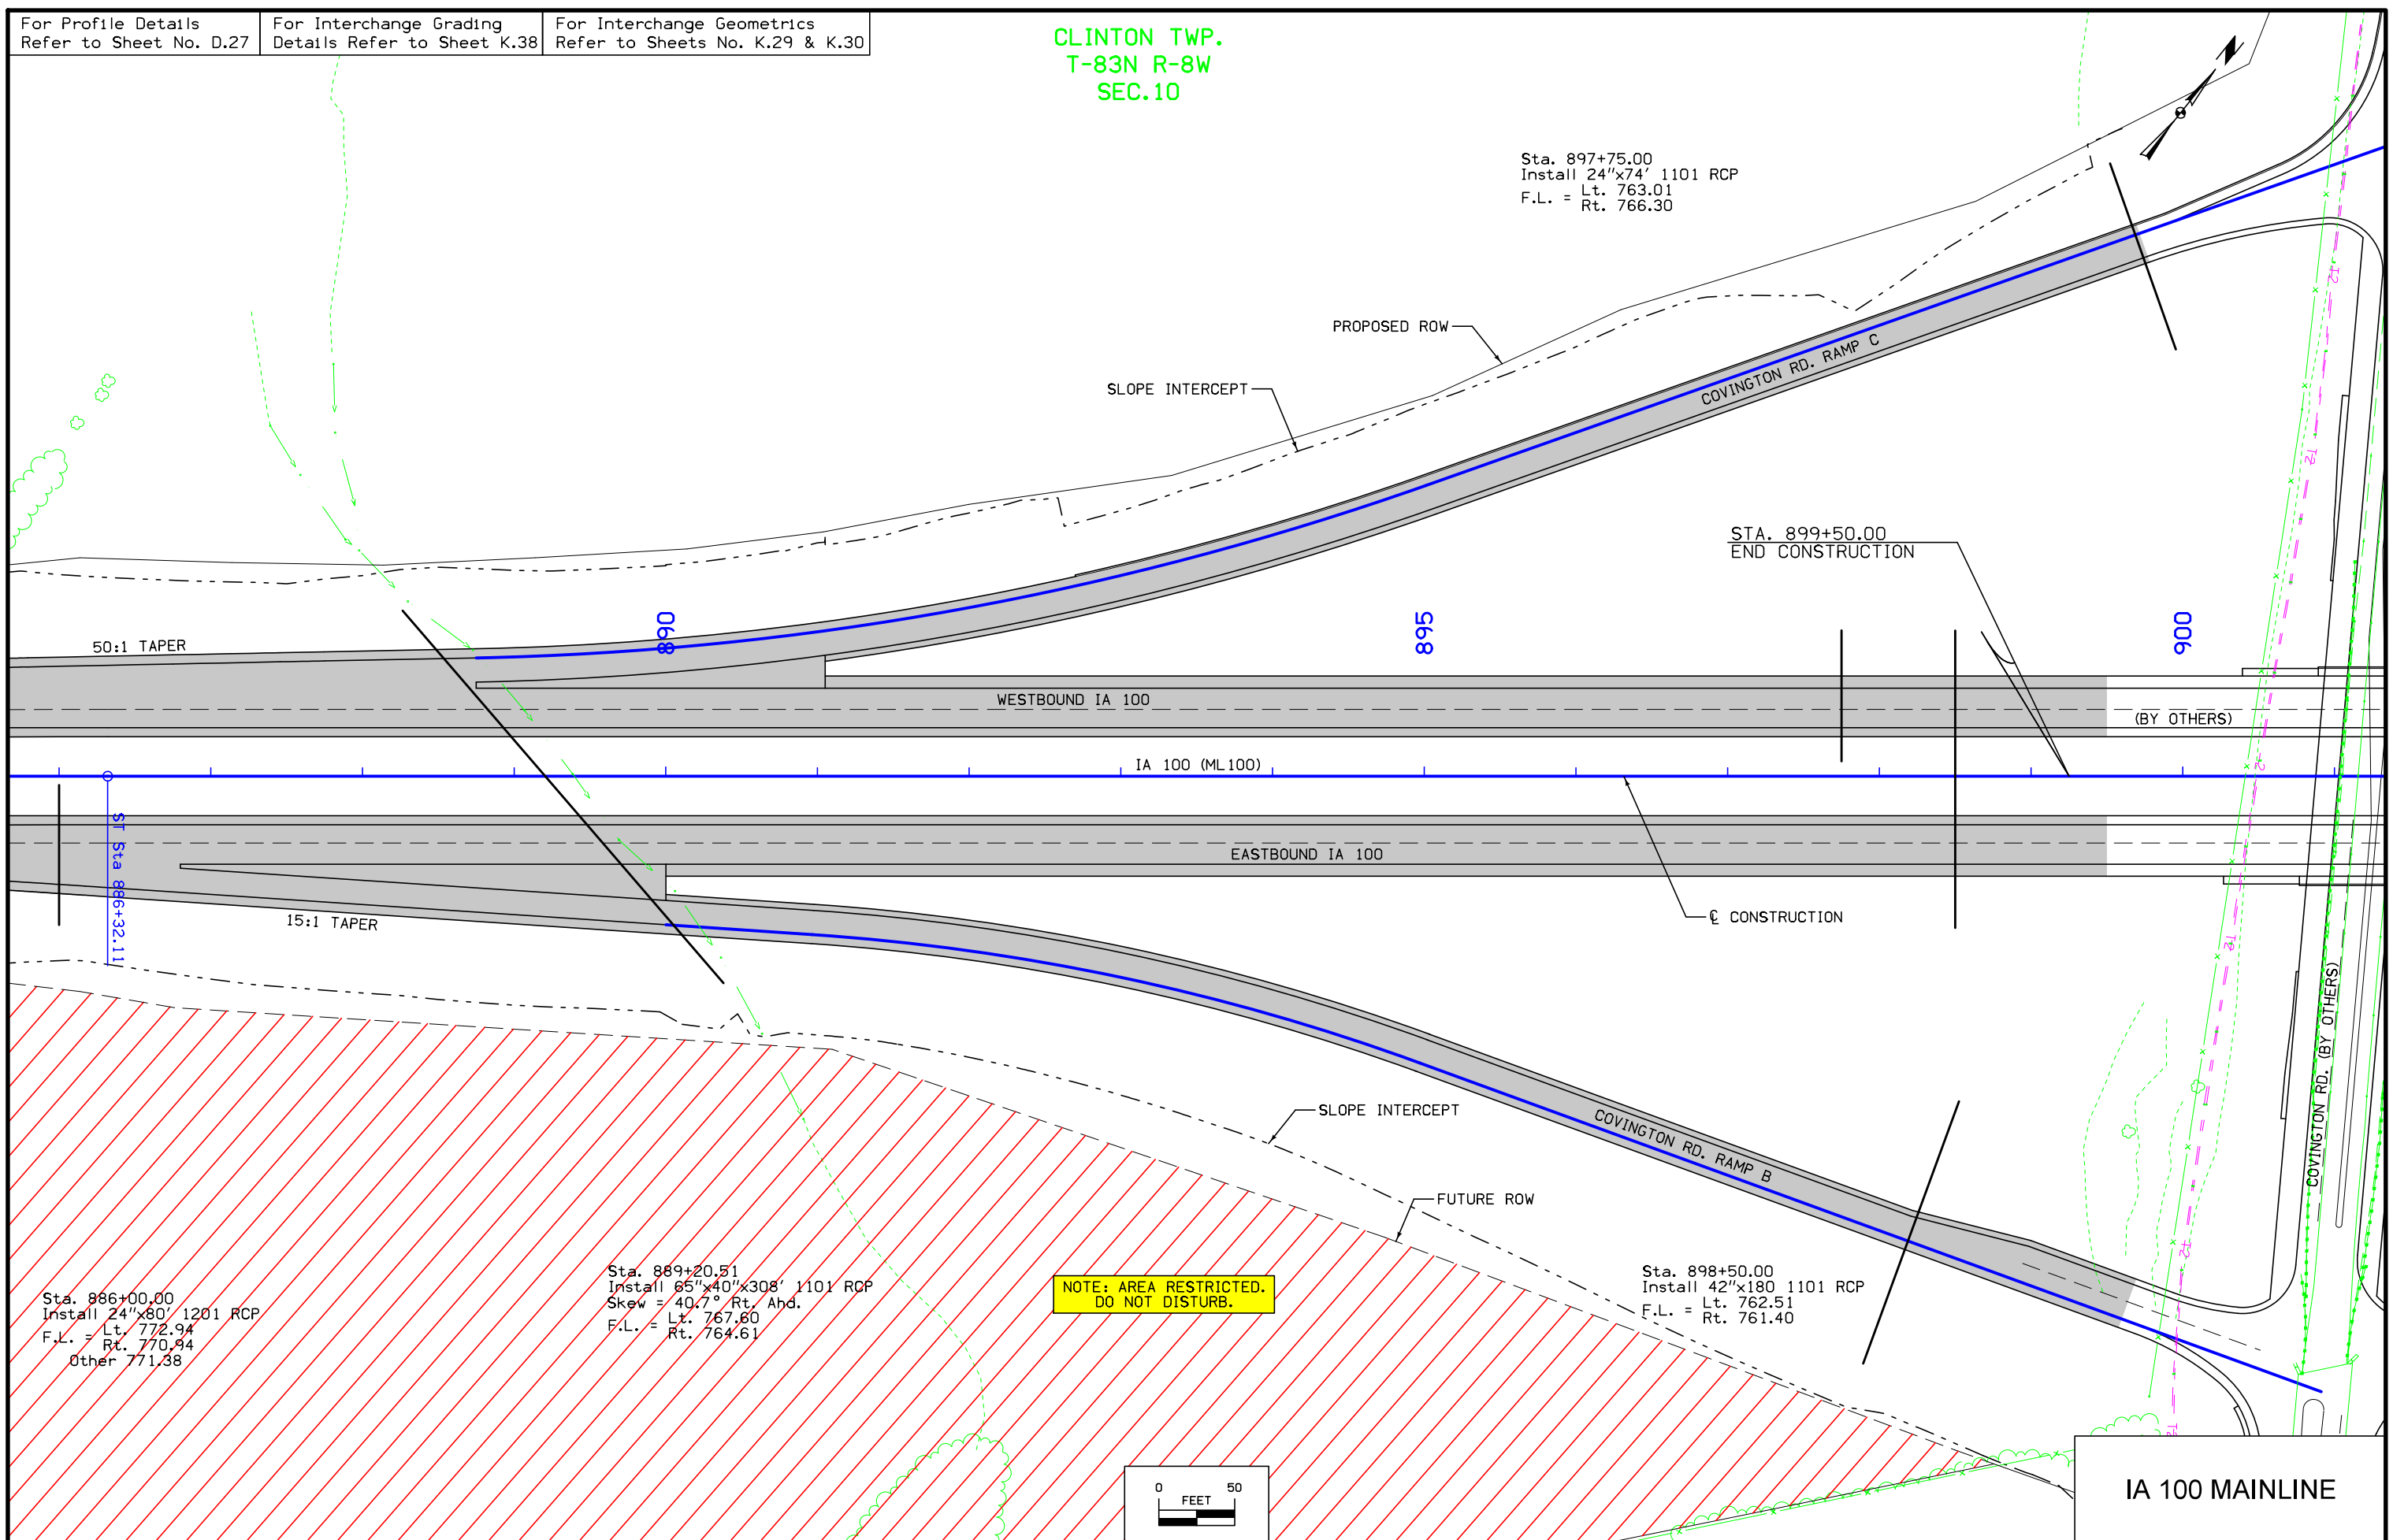 For Profile Details
Refer to Sheet No. D.27
For Interchange Grading
Details Refer to Sheet K.38
For Interchange Geometrics
Refer to Sheets No. K.29 & K.30
CLINTON TWP.
T-83N R-8W
SEC.10
N
Sta. 897+75.00
Install 24"x74' 1101 RCP
F.L. = Lt. 763.01
Rt. 766.30
PROPOSED ROW
SLOPE INTERCEPT
COVINGTON RD. RAMP C
STA. 899+50.00
END CONSTRUCTION
890
895
900
50:1 TAPER
WESTBOUND IA 100
(BY OTHERS)
IA 100 (ML100)
ST Sta 886+32.11
EASTBOUND IA 100
15:1 TAPER
℄ CONSTRUCTION
COVINGTON RD. (BY OTHERS)
T2
T2
T2
T2
T2
T2
SLOPE INTERCEPT
COVINGTON RD. RAMP B
FUTURE ROW
Sta. 886+00.00
Install 24"x80' 1201 RCP
F.L. = Lt. 772.94
Rt. 770.94
Other 771.38
Sta. 889+20.51
Install 65"x40"x308' 1101 RCP
Skew = 40.7° Rt. Ahd.
F.L. = Lt. 767.60
Rt. 764.61
NOTE: AREA RESTRICTED.
DO NOT DISTURB.
Sta. 898+50.00
Install 42"x180 1101 RCP
F.L. = Lt. 762.51
Rt. 761.40
0 50
FEET
IA 100 MAINLINE